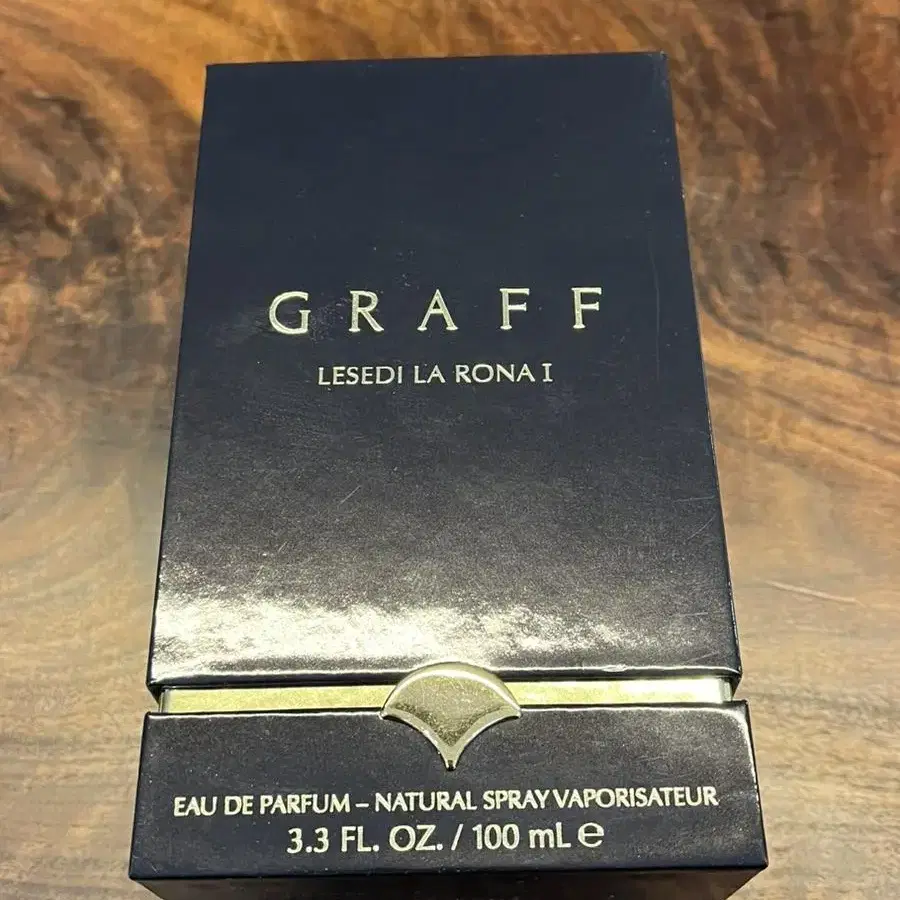 GRAFF
LESEDI LA RONA I
EAU DE PARFUM – NATURAL SPRAY VAPORISATEUR
3.3 FL. OZ. / 100 mL ℮